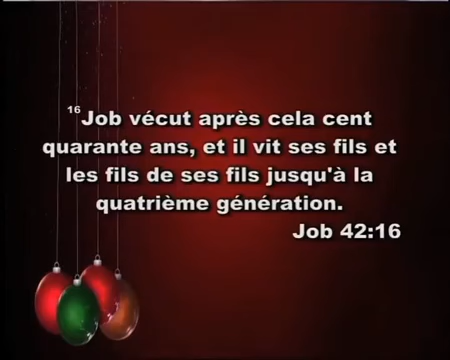 16Job vécut après cela cent
quarante ans, et il vit ses fils et
les fils de ses fils jusqu'à la
quatrième génération.
Job 42:16